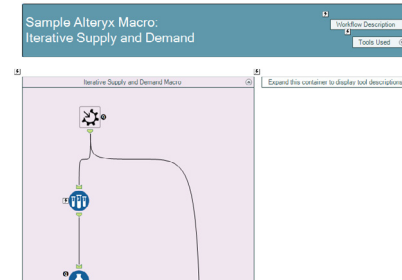 Sample Alteryx Macro:
Iterative Supply and Demand
Workflow Description
Tools Used
Iterative Supply and Demand Macro
Expand this container to display tool descriptions